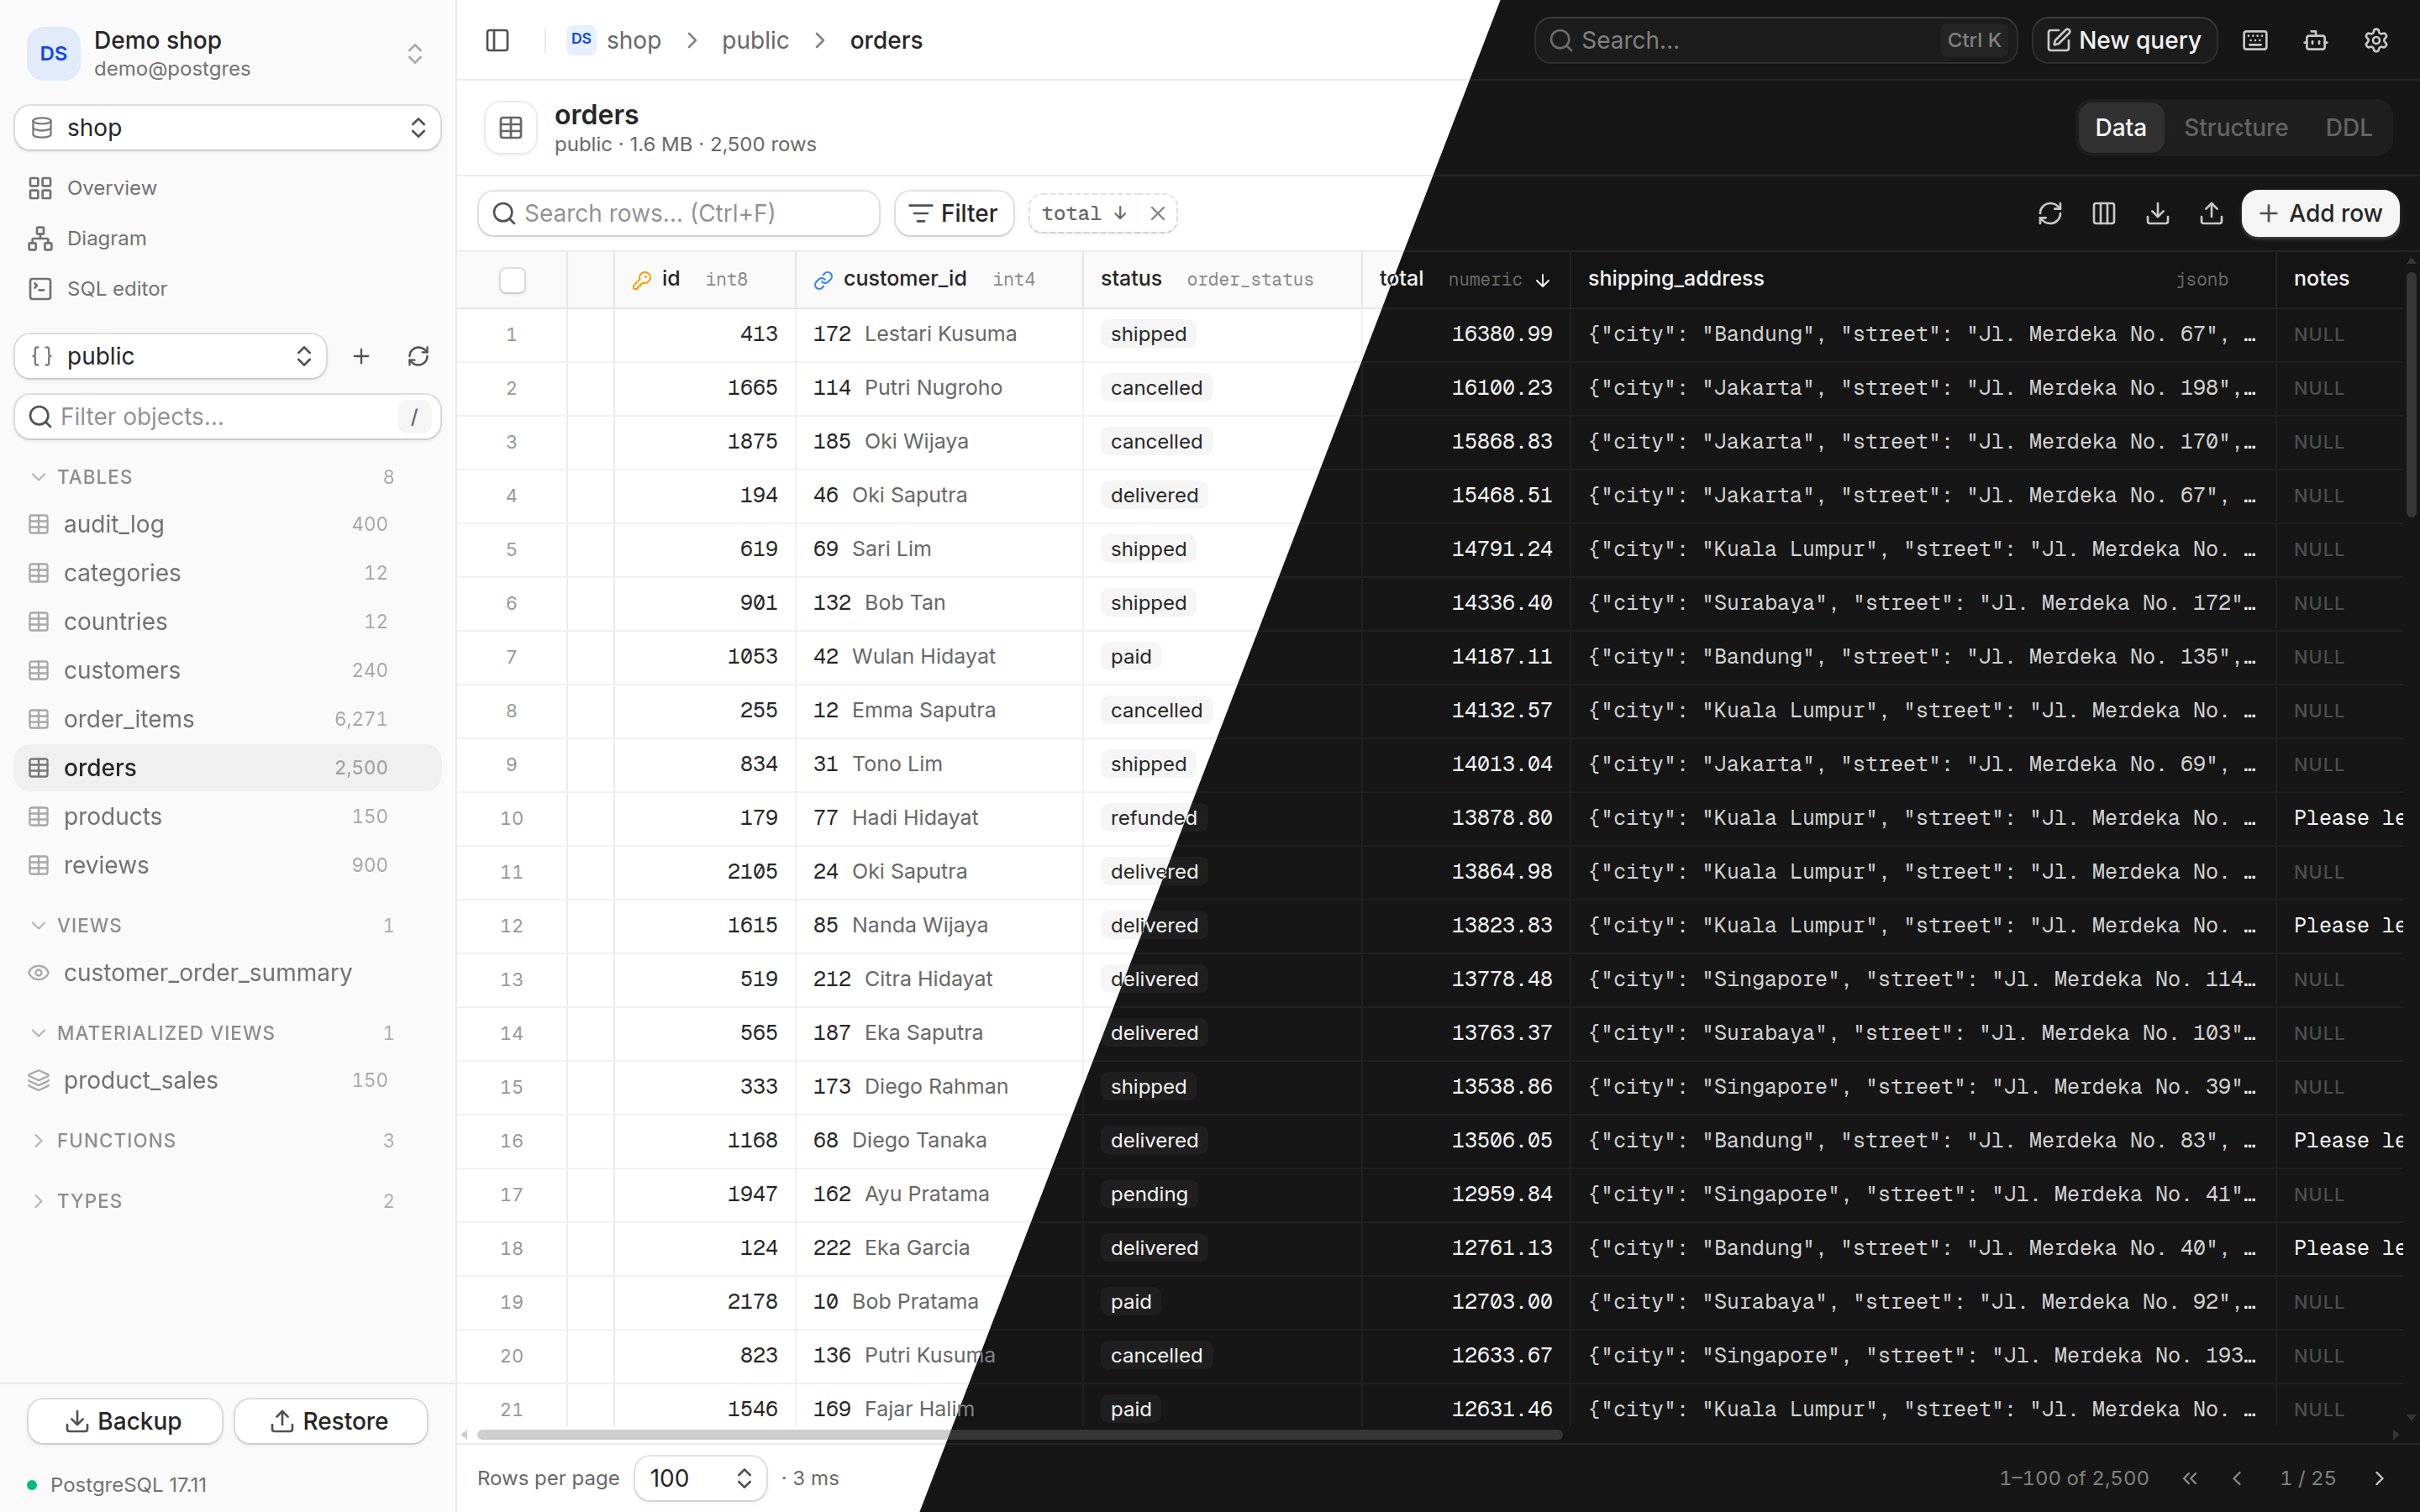 DS Demo shop
demo@postgres
shop
Overview
Diagram
SQL editor
public
Filter objects... /
TABLES 8
audit_log 400
categories 12
countries 12
customers 240
order_items 6,271
orders 2,500
products 150
reviews 900
VIEWS 1
customer_order_summary
MATERIALIZED VIEWS 1
product_sales 150
FUNCTIONS 3
TYPES 2
Backup Restore
PostgreSQL 17.11
DS shop > public > orders Search... Ctrl K New query
orders
public · 1.6 MB · 2,500 rows
Data Structure DDL
Search rows... (Ctrl+F) Filter total ↓ Add row
id int8 customer_id int4 status order_status total numeric ↓ shipping_address jsonb notes
1 413 172 Lestari Kusuma shipped 16380.99 {"city": "Bandung", "street": "Jl. Merdeka No. 67", … NULL
2 1665 114 Putri Nugroho cancelled 16100.23 {"city": "Jakarta", "street": "Jl. Merdeka No. 198",… NULL
3 1875 185 Oki Wijaya cancelled 15868.83 {"city": "Jakarta", "street": "Jl. Merdeka No. 170",… NULL
4 194 46 Oki Saputra delivered 15468.51 {"city": "Jakarta", "street": "Jl. Merdeka No. 67", … NULL
5 619 69 Sari Lim shipped 14791.24 {"city": "Kuala Lumpur", "street": "Jl. Merdeka No. … NULL
6 901 132 Bob Tan shipped 14336.40 {"city": "Surabaya", "street": "Jl. Merdeka No. 172"… NULL
7 1053 42 Wulan Hidayat paid 14187.11 {"city": "Bandung", "street": "Jl. Merdeka No. 135",… NULL
8 255 12 Emma Saputra cancelled 14132.57 {"city": "Kuala Lumpur", "street": "Jl. Merdeka No. … NULL
9 834 31 Tono Lim shipped 14013.04 {"city": "Jakarta", "street": "Jl. Merdeka No. 69", … NULL
10 179 77 Hadi Hidayat refunded 13878.80 {"city": "Kuala Lumpur", "street": "Jl. Merdeka No. … Please le
11 2105 24 Oki Saputra delivered 13864.98 {"city": "Kuala Lumpur", "street": "Jl. Merdeka No. … NULL
12 1615 85 Nanda Wijaya delivered 13823.83 {"city": "Kuala Lumpur", "street": "Jl. Merdeka No. … Please le
13 519 212 Citra Hidayat delivered 13778.48 {"city": "Singapore", "street": "Jl. Merdeka No. 114… NULL
14 565 187 Eka Saputra delivered 13763.37 {"city": "Surabaya", "street": "Jl. Merdeka No. 103"… NULL
15 333 173 Diego Rahman shipped 13538.86 {"city": "Singapore", "street": "Jl. Merdeka No. 39"… NULL
16 1168 68 Diego Tanaka delivered 13506.05 {"city": "Bandung", "street": "Jl. Merdeka No. 83", … Please le
17 1947 162 Ayu Pratama pending 12959.84 {"city": "Singapore", "street": "Jl. Merdeka No. 41"… NULL
18 124 222 Eka Garcia delivered 12761.13 {"city": "Bandung", "street": "Jl. Merdeka No. 40", … Please le
19 2178 10 Bob Pratama paid 12703.00 {"city": "Surabaya", "street": "Jl. Merdeka No. 92",… NULL
20 823 136 Putri Kusuma cancelled 12633.67 {"city": "Singapore", "street": "Jl. Merdeka No. 193… NULL
21 1546 169 Fajar Halim paid 12631.46 {"city": "Kuala Lumpur", "street": "Jl. Merdeka No. … NULL
Rows per page 100 · 3 ms 1–100 of 2,500 1 / 25